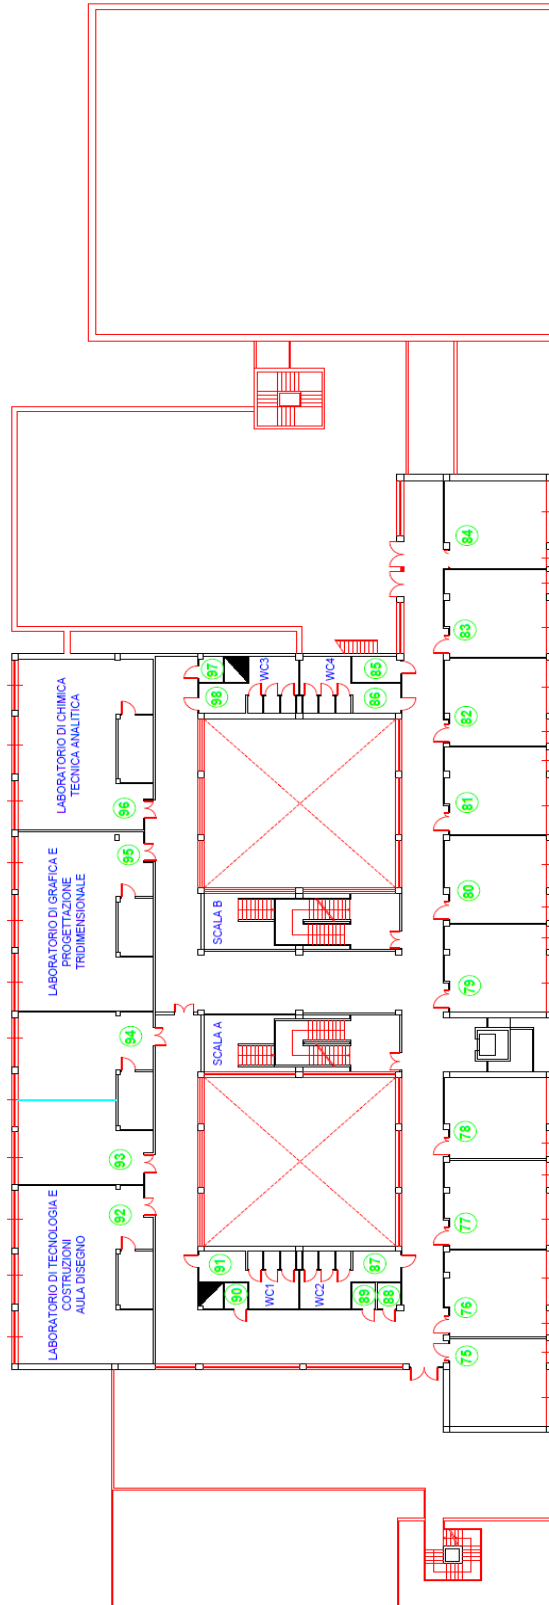 LABORATORIO DI TECNOLOGIA E
COSTRUZIONI
AULA DISEGNO
LABORATORIO DI GRAFICA E
PROGETTAZIONE
TRIDIMENSIONALE
LABORATORIO DI CHIMICA
TECNICA ANALITICA
92
93
94
95
96
91
90
WC1
WC2
89
88
87
SCALA A
SCALA B
98
97
WC3
WC4
86
85
75
76
77
78
79
80
81
82
83
84